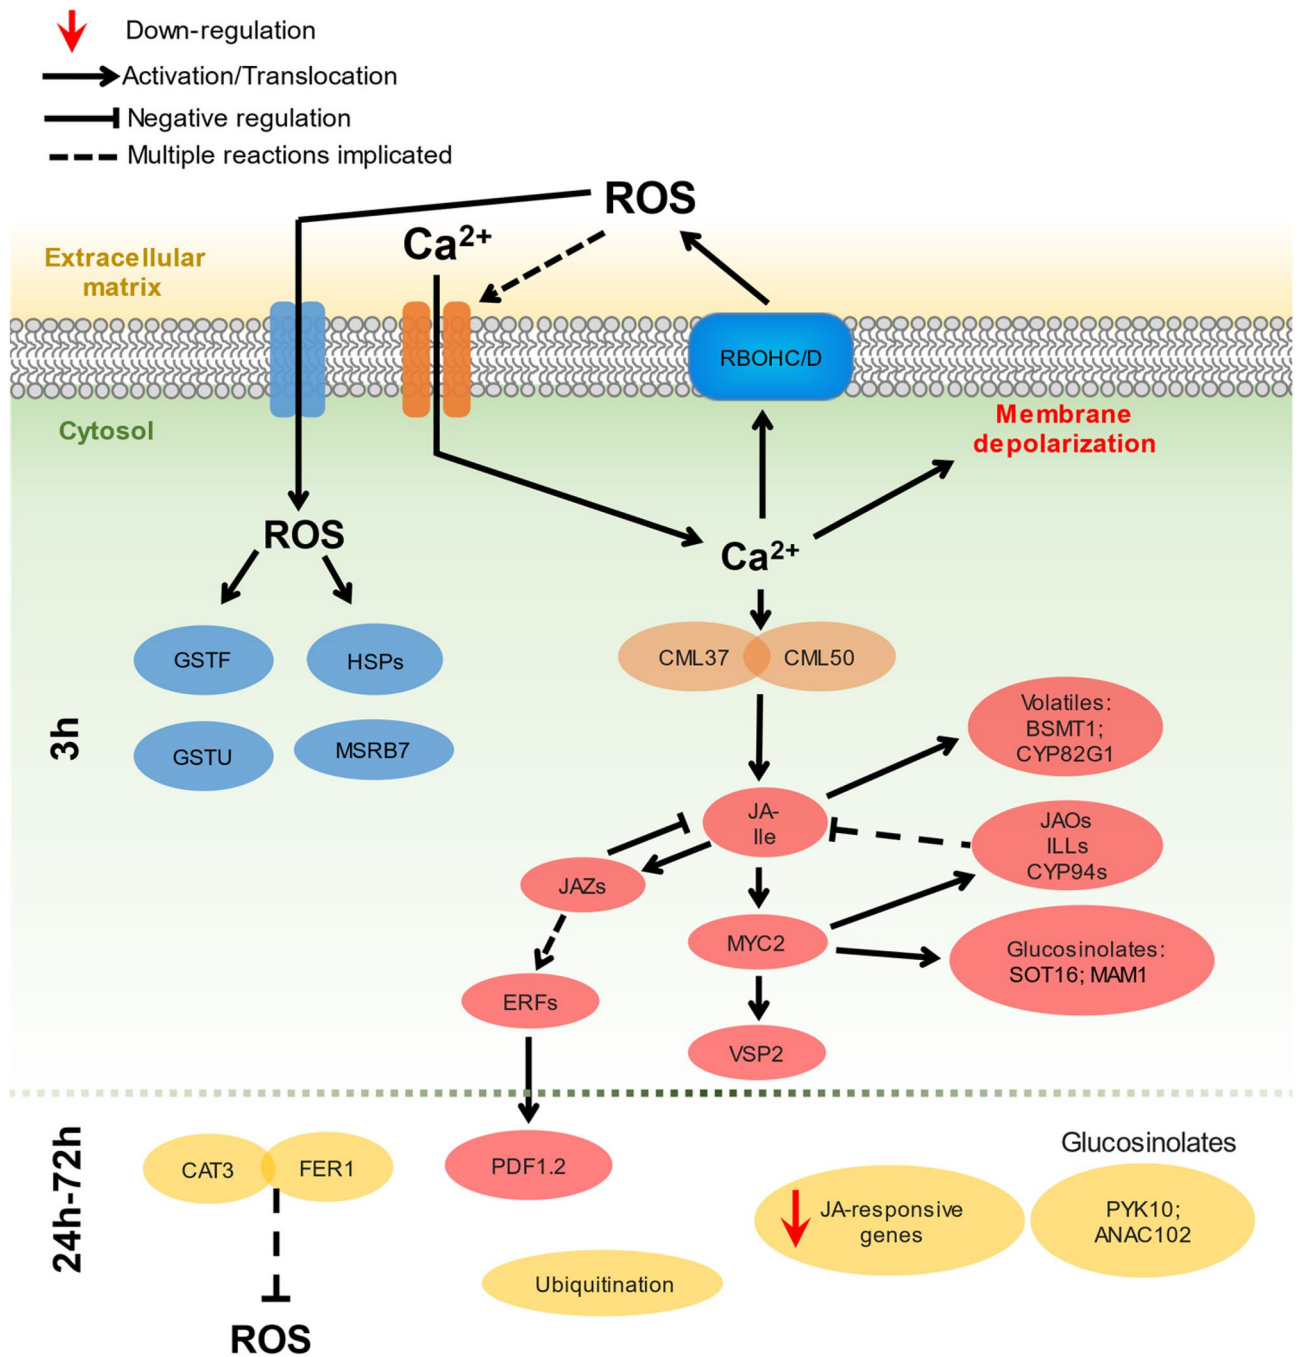 Down-regulation
Activation/Translocation
Negative regulation
Multiple reactions implicated
ROS
Ca²⁺
Extracellular
matrix
RBOHC/D
Cytosol
Membrane
depolarization
ROS
Ca²⁺
GSTF
HSPs
CML37
CML50
3h
GSTU
MSRB7
Volatiles:
BSMT1;
CYP82G1
JA-
Ile
JAOs
ILLs
CYP94s
JAZs
MYC2
Glucosinolates:
SOT16; MAM1
ERFs
VSP2
24h-72h
CAT3
FER1
PDF1.2
Glucosinolates
JA-responsive
genes
PYK10;
ANAC102
Ubiquitination
ROS